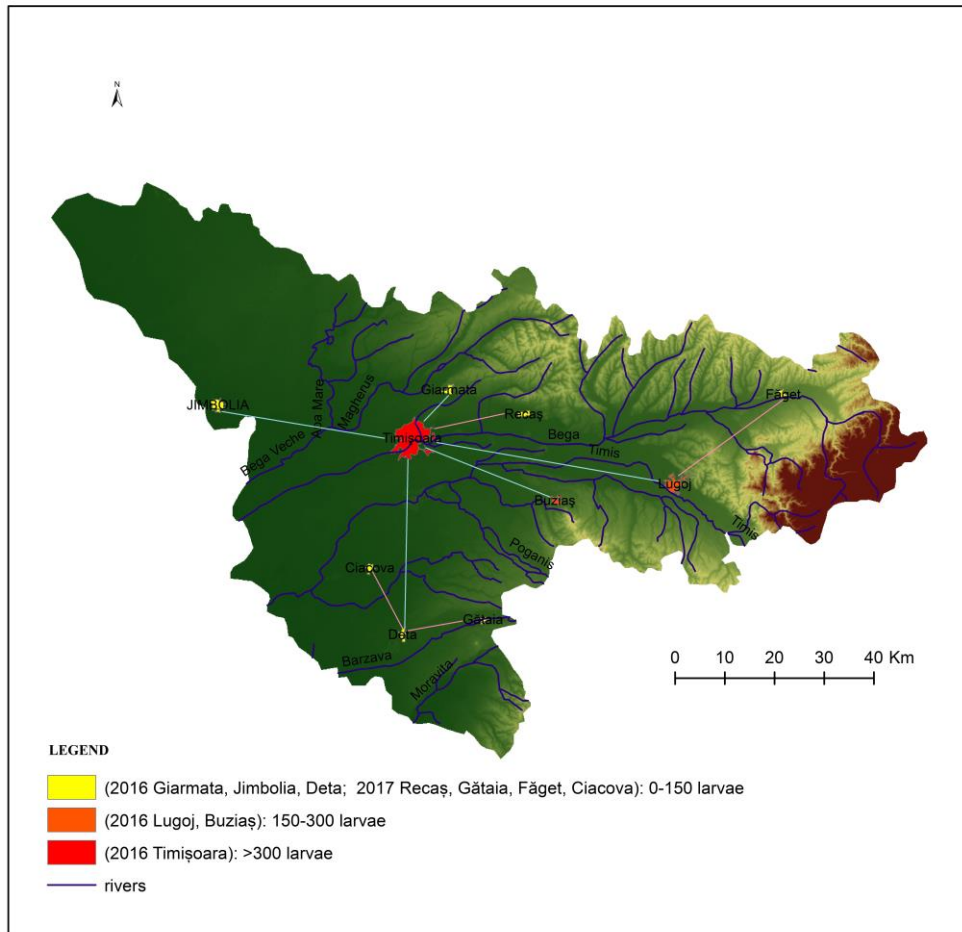 N
Giarmata
JIMBOLIA
Apa Mare
Magherus
Recaș
Făget
Timișoara
Bega
Timis
Bega Veche
Lugoj
Buziaș
Timis
Poganis
Ciacova
Gătaia
Deta
Barzava
Moravita
0 10 20 30 40 Km
LEGEND
(2016 Giarmata, Jimbolia, Deta; 2017 Recaș, Gătaia, Făget, Ciacova): 0-150 larvae
(2016 Lugoj, Buziaș): 150-300 larvae
(2016 Timișoara): >300 larvae
rivers